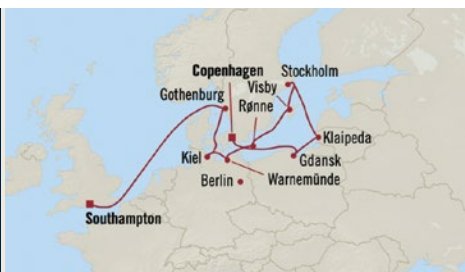 Copenhagen
Stockholm
Visby
Gothenburg
Rønne
Klaipeda
Kiel
Gdansk
Berlin
Warnemünde
Southampton